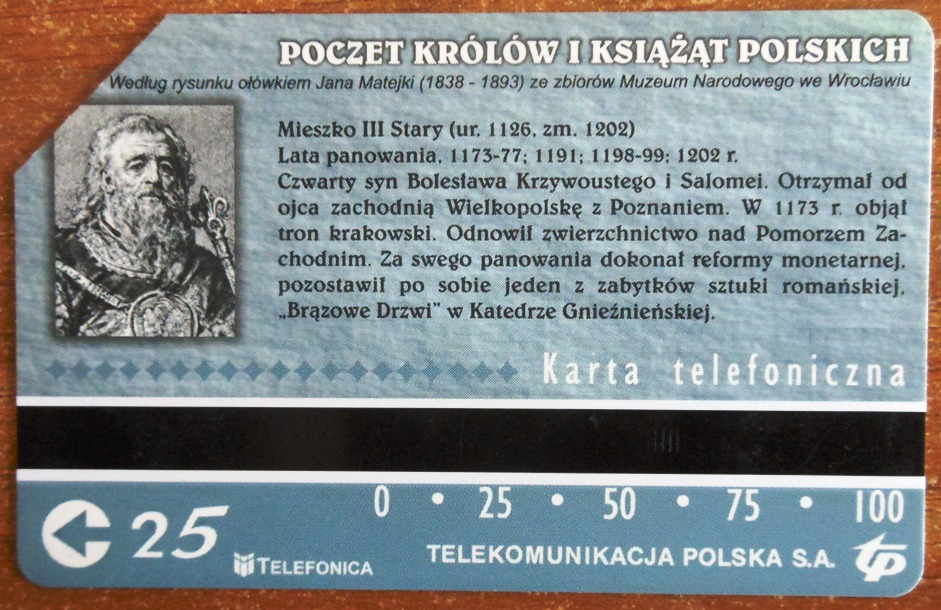 POCZET KRÓLÓW I KSIĄŻĄT POLSKICH
Według rysunku ołówkiem Jana Matejki (1838 - 1893) ze zbiorów Muzeum Narodowego we Wrocławiu
Mieszko III Stary (ur. 1126, zm. 1202)
Lata panowania, 1173-77; 1191; 1198-99; 1202 r.
Czwarty syn Bolesława Krzywoustego i Salomei. Otrzymał od
ojca zachodnią Wielkopolskę z Poznaniem. W 1173 r. objął
tron krakowski. Odnowił zwierzchnictwo nad Pomorzem Za-
chodnim. Za swego panowania dokonał reformy monetarnej,
pozostawił po sobie jeden z zabytków sztuki romańskiej,
„Brązowe Drzwi” w Katedrze Gnieźnieńskiej.
Karta telefoniczna
0 • 25 • 50 • 75 • 100
25
TELEFONICA
TELEKOMUNIKACJA POLSKA S.A. tp